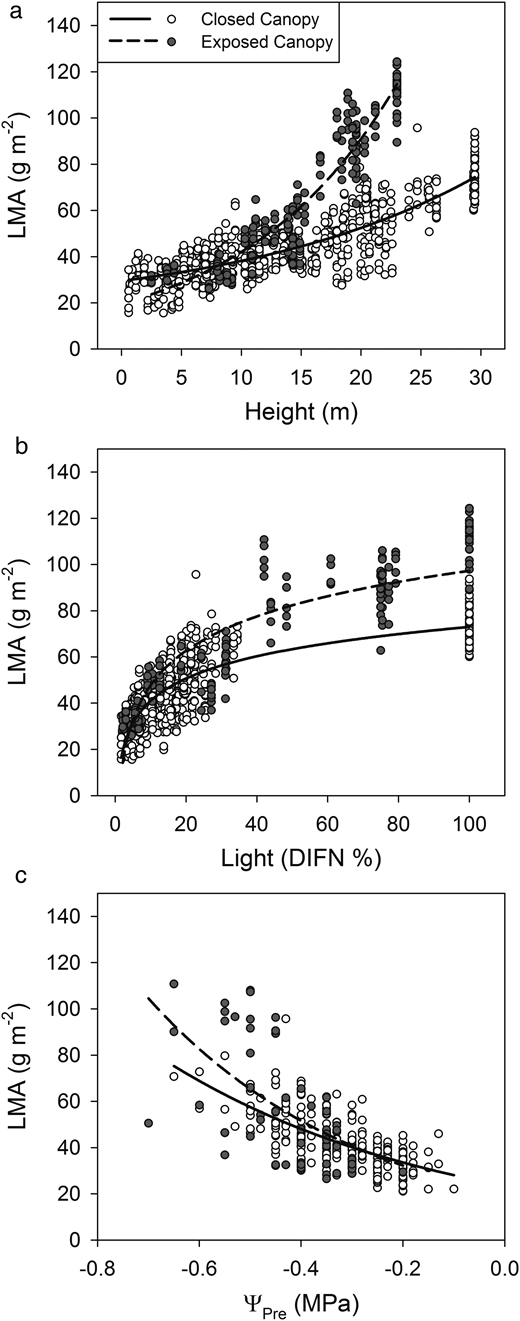 a
Closed Canopy
Exposed Canopy
140
120
100
80
60
40
20
0
LMA (g m-2)
0 5 10 15 20 25 30
Height (m)
b
140
120
100
80
60
40
20
0
LMA (g m-2)
0 20 40 60 80 100
Light (DIFN %)
c
140
120
100
80
60
40
20
0
LMA (g m-2)
-0.8 -0.6 -0.4 -0.2 0.0
ΨPre (MPa)